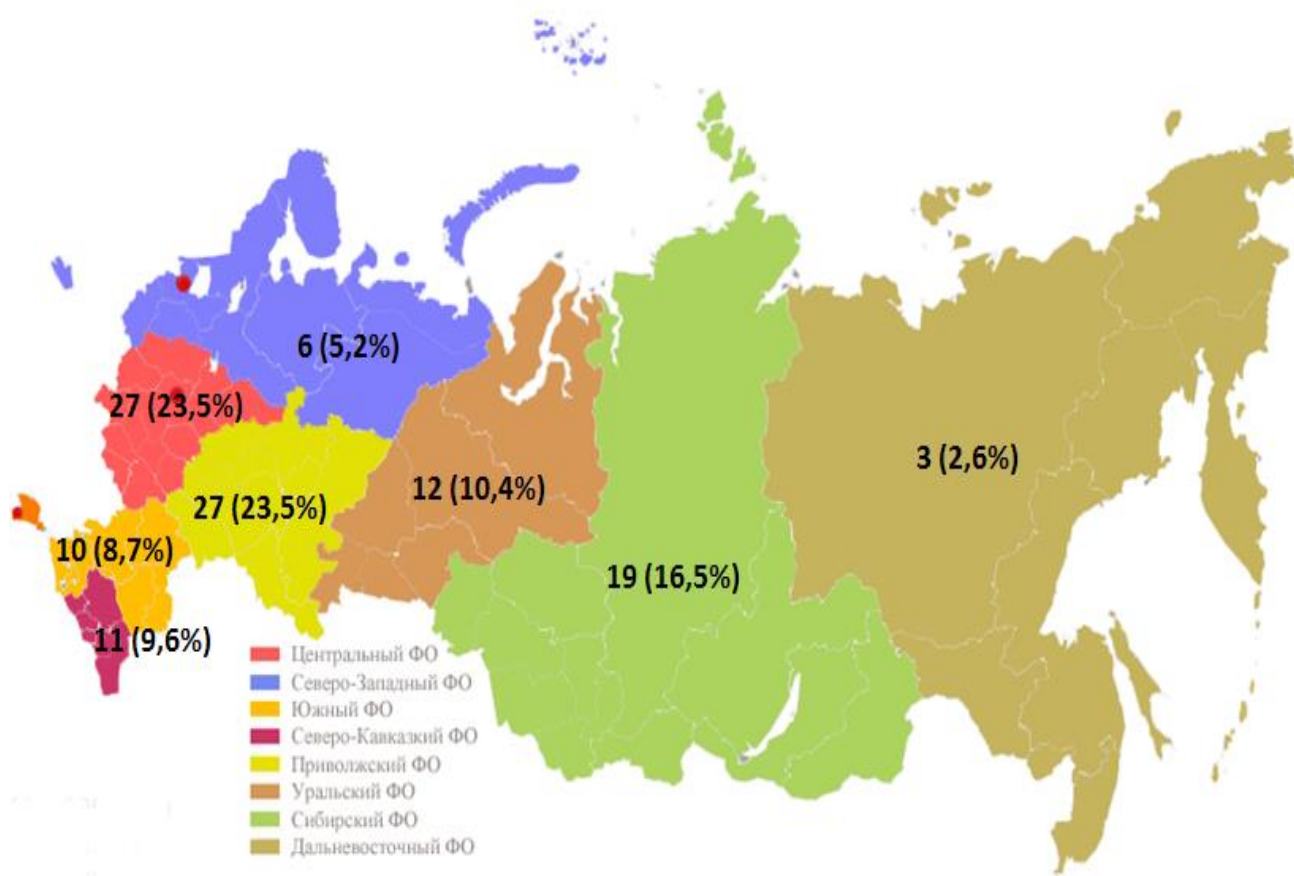 6 (5,2%)
27 (23,5%)
3 (2,6%)
12 (10,4%)
27 (23,5%)
10 (8,7%)
19 (16,5%)
11 (9,6%)
Центральный ФО
Северо-Западный ФО
Южный ФО
Северо-Кавказкий ФО
Приволжский ФО
Уральский ФО
Сибирский ФО
Дальневосточный ФО